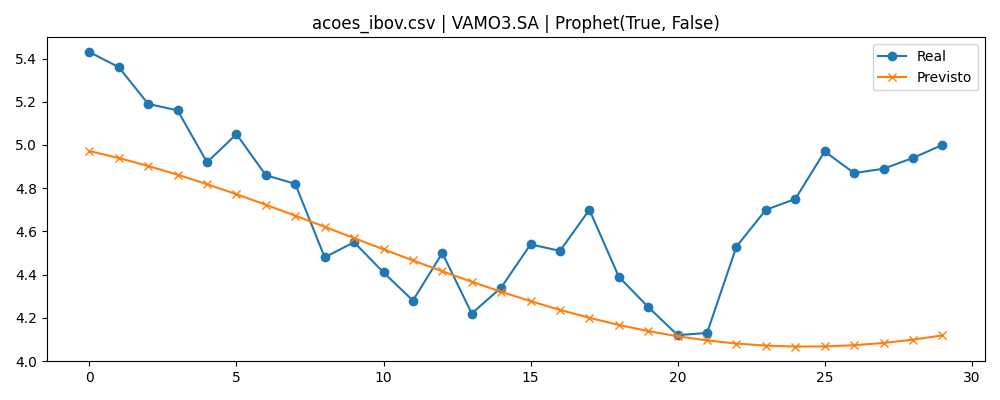 acoes_ibov.csv | VAMO3.SA | Prophet(True, False)
Real
Previsto
5.4
5.2
5.0
4.8
4.6
4.4
4.2
4.0
0 5 10 15 20 25 30